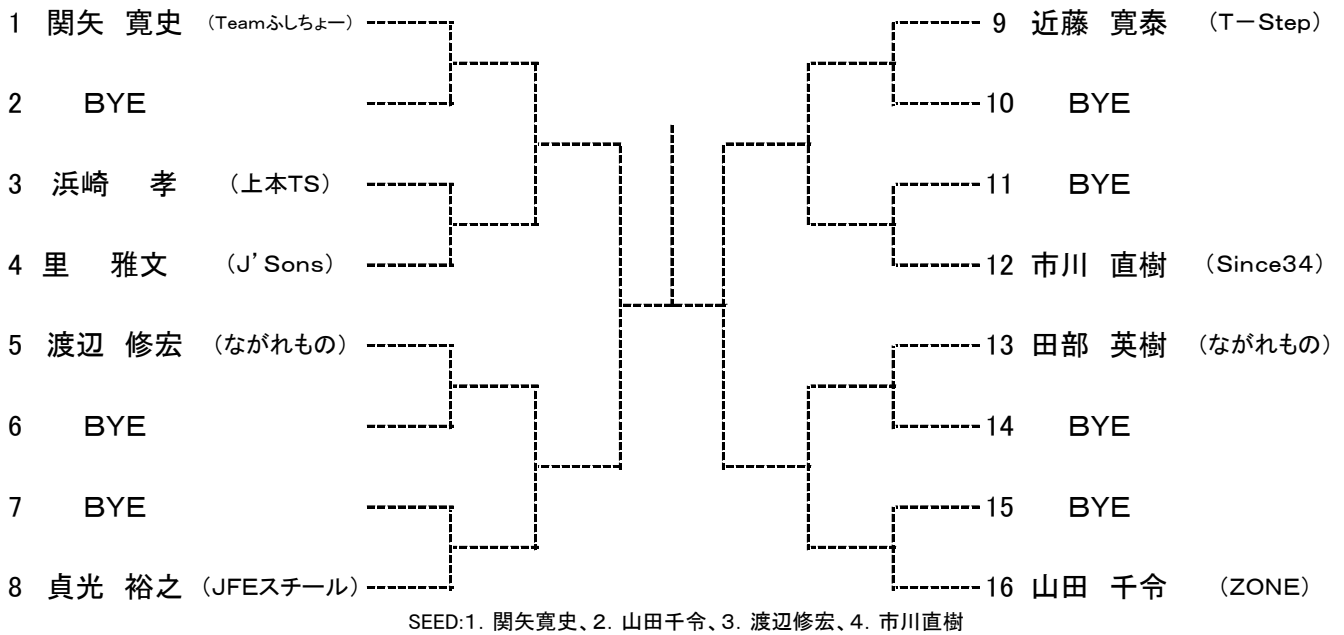 1 関矢 寛史 (Teamふしちょー)
2 BYE
3 浜崎 孝 (上本TS)
4 里 雅文 (J'Sons)
5 渡辺 修宏 (ながれもの)
6 BYE
7 BYE
8 貞光 裕之 (JFEスチール)
9 近藤 寛泰 (T-Step)
10 BYE
11 BYE
12 市川 直樹 (Since34)
13 田部 英樹 (ながれもの)
14 BYE
15 BYE
16 山田 千令 (ZONE)
SEED:1. 関矢寛史、2. 山田千令、3. 渡辺修宏、4. 市川直樹